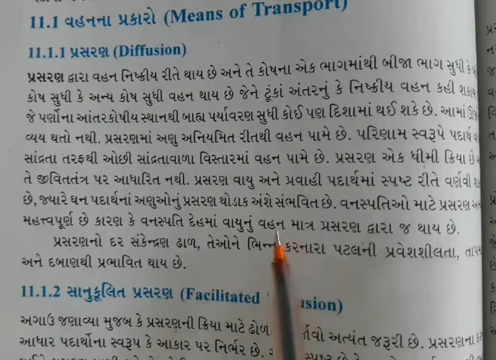 11.1 વહનના પ્રકારો (Means of Transport)
11.1.1 પ્રસરણ (Diffusion)
પ્રસરણ દ્વારા વહન નિષ્ક્રીય રીતે થાય છે અને તે કોષના એક ભાગમાંથી બીજા ભાગ સુધી કે
કોષ સુધી કે અન્ય કોષ સુધી વહન થાય છે જેને ટૂંકાં અંતરનું કે નિષ્ક્રીય વહન કહી
જે પર્ણોના આંતરકોષીય સ્થાનથી બાહ્ય પર્યાવરણ સુધી કોઈ પણ દિશામાં થઈ શકે છે. આમાં
વ્યય થતો નથી. પ્રસરણમાં અણુ અનિયમિત રીતથી વહન પામે છે. પરિણામ સ્વરૂપે પદાર્થ
સાંદ્રતા તરફથી ઓછી સાંદ્રતાવાળા વિસ્તારમાં વહન પામે છે. પ્રસરણ એક ધીમી ક્રિયા છે
તે જીવિતતંત્ર પર આધારિત નથી. પ્રસરણ વાયુ અને પ્રવાહી પદાર્થમાં સ્પષ્ટ રીતે વર્ણવી
છે, જ્યારે ઘન પદાર્થનાં અણુઓનું પ્રસરણ થોડાક અંશે સંભવિત છે. વનસ્પતિઓ માટે પ્રસરણ
મહત્ત્વપૂર્ણ છે કારણ કે વનસ્પતિ દેહમાં વાયુનું વહન માત્ર પ્રસરણ દ્વારા જ થાય છે.
પ્રસરણનો દર સંકેન્દ્રણ ઢાળ, તેઓને ભિન્ન કરનારા પટલની પ્રવેશશીલતા,
અને દબાણથી પ્રભાવિત થાય છે.
11.1.2 સાનુકૂલિત પ્રસરણ (Facilitated
અગાઉ જણાવ્યા મુજબ કે પ્રસરણની ક્રિયા માટે ઢોળ અત્યંત જરૂરી છે. પ્રસરણના
આધાર પદાર્થોના સ્વરૂપ કે આકાર પર નિર્ભર છે.